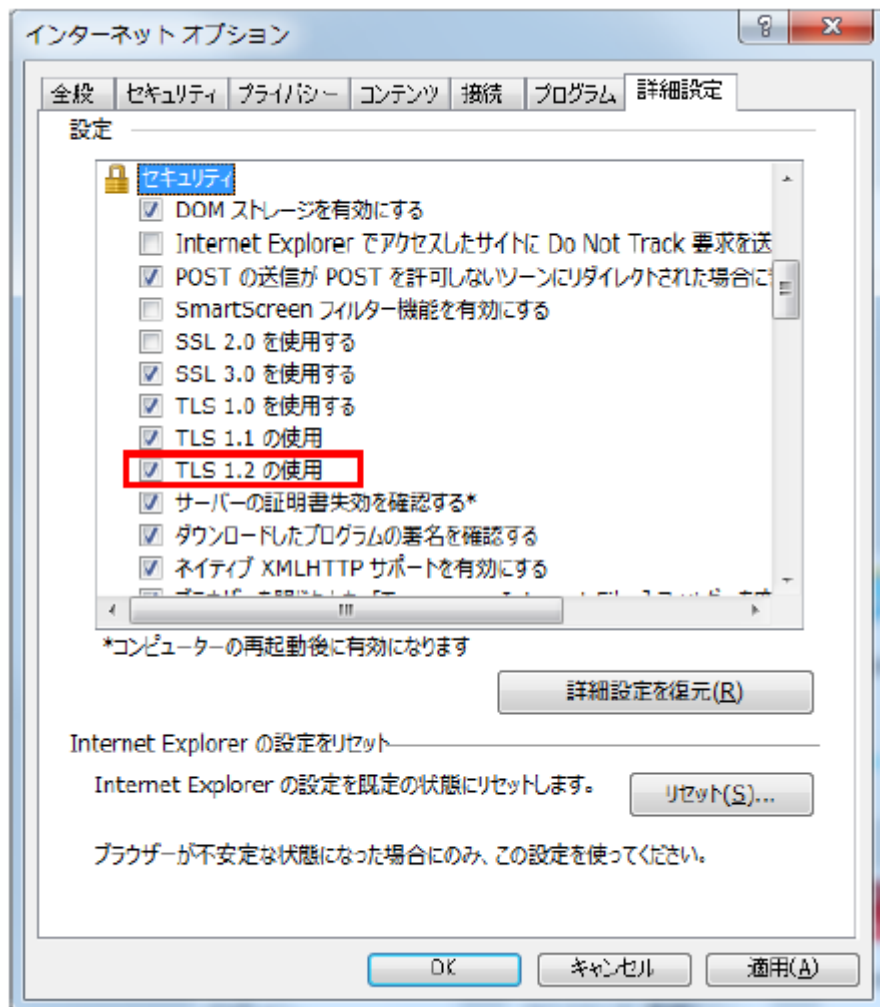 インターネット オプション
全般 セキュリティ プライバシー コンテンツ 接続 プログラム 詳細設定
設定
セキュリティ
DOM ストレージを有効にする
Internet Explorer でアクセスしたサイトに Do Not Track 要求を送
POST の送信が POST を許可しないゾーンにリダイレクトされた場合に
SmartScreen フィルター機能を有効にする
SSL 2.0 を使用する
SSL 3.0 を使用する
TLS 1.0 を使用する
TLS 1.1 の使用
TLS 1.2 の使用
サーバーの証明書失効を確認する*
ダウンロードしたプログラムの署名を確認する
ネイティブ XMLHTTP サポートを有効にする
*コンピューターの再起動後に有効になります
詳細設定を復元(R)
Internet Explorer の設定をリセット
Internet Explorer の設定を既定の状態にリセットします。
リセット(S)...
ブラウザーが不安定な状態になった場合にのみ、この設定を使ってください。
OK キャンセル 適用(A)